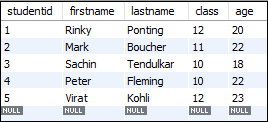 studentid firstname lastname class age
1 Rinky Ponting 12 20
2 Mark Boucher 11 22
3 Sachin Tendulkar 10 18
4 Peter Fleming 10 22
5 Virat Kohli 12 23
NULL NULL NULL NULL NULL